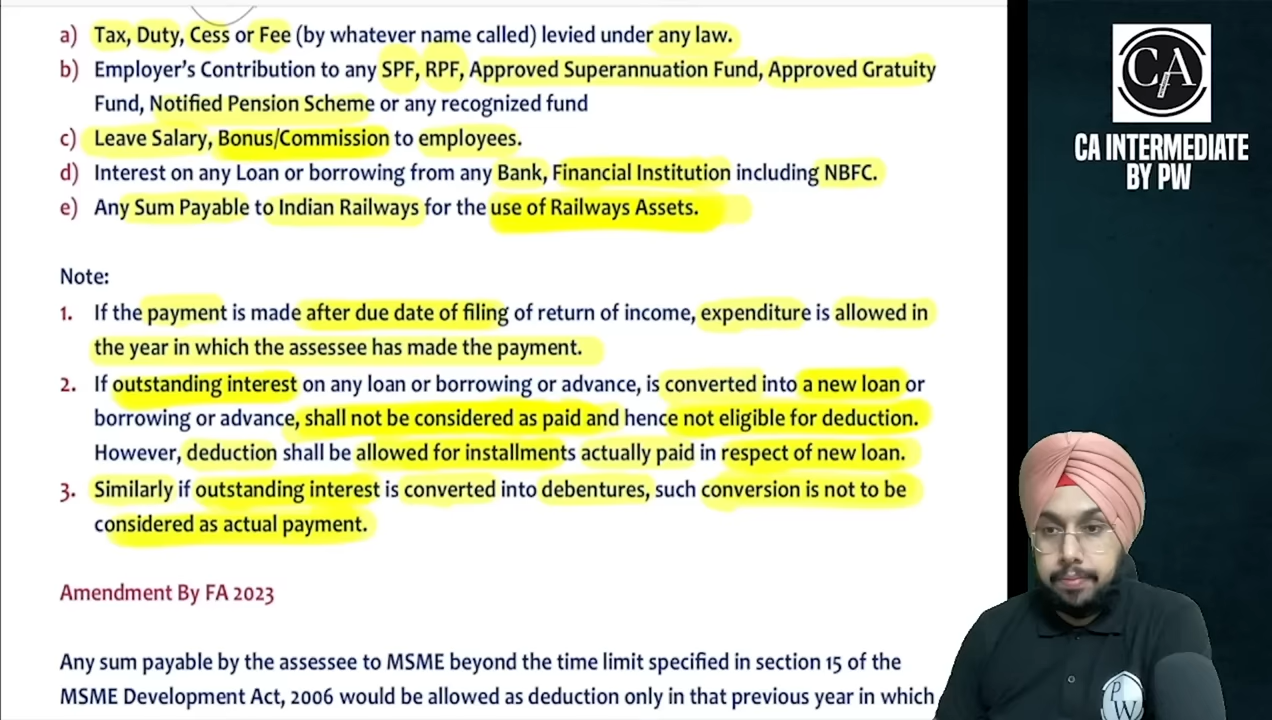 a) Tax, Duty, Cess or Fee (by whatever name called) levied under any law.
b) Employer's Contribution to any SPF, RPF, Approved Superannuation Fund, Approved Gratuity
Fund, Notified Pension Scheme or any recognized fund
c) Leave Salary, Bonus/Commission to employees.
d) Interest on any Loan or borrowing from any Bank, Financial Institution including NBFC.
e) Any Sum Payable to Indian Railways for the use of Railways Assets.
Note:
1. If the payment is made after due date of filing of return of income, expenditure is allowed in
the year in which the assessee has made the payment.
2. If outstanding interest on any loan or borrowing or advance, is converted into a new loan or
borrowing or advance, shall not be considered as paid and hence not eligible for deduction.
However, deduction shall be allowed for installments actually paid in respect of new loan.
3. Similarly if outstanding interest is converted into debentures, such conversion is not to be
considered as actual payment.
Amendment By FA 2023
Any sum payable by the assessee to MSME beyond the time limit specified in section 15 of the
MSME Development Act, 2006 would be allowed as deduction only in that previous year in which
CA
CA INTERMEDIATE
BY PW
PW